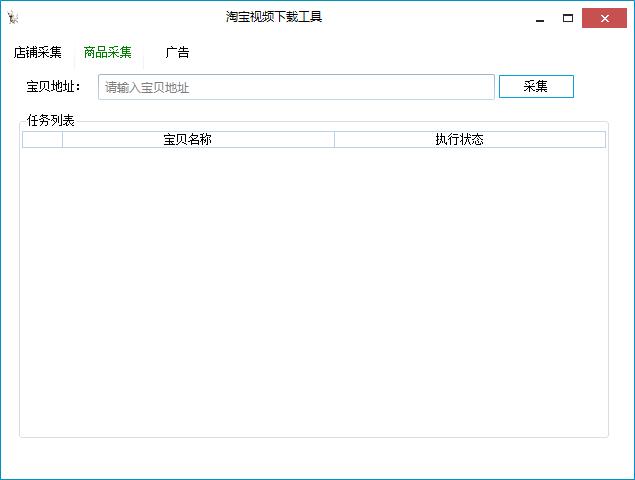 淘宝视频下载工具
店铺采集 商品采集 广告
宝贝地址： 请输入宝贝地址 采集
任务列表
宝贝名称 执行状态